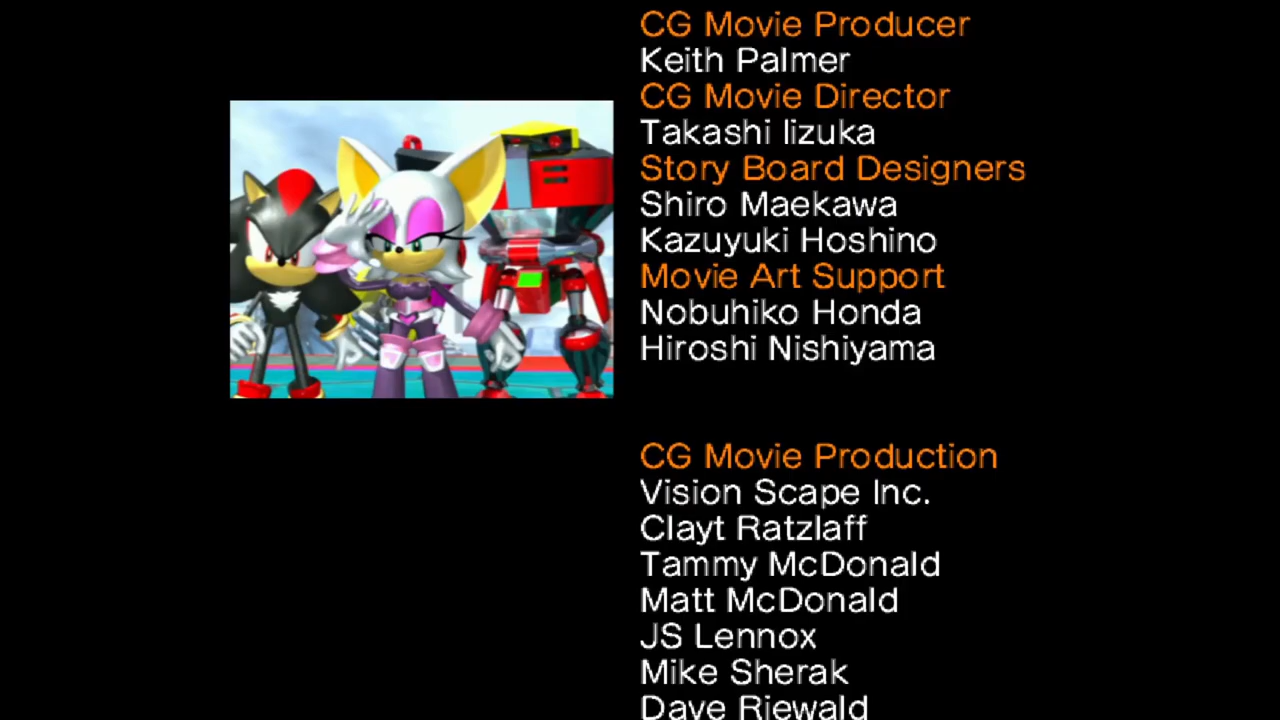 CG Movie Producer
Keith Palmer
CG Movie Director
Takashi Iizuka
Story Board Designers
Shiro Maekawa
Kazuyuki Hoshino
Movie Art Support
Nobuhiko Honda
Hiroshi Nishiyama
CG Movie Production
Vision Scape Inc.
Clayt Ratzlaff
Tammy McDonald
Matt McDonald
JS Lennox
Mike Sherak
Dave Riewald